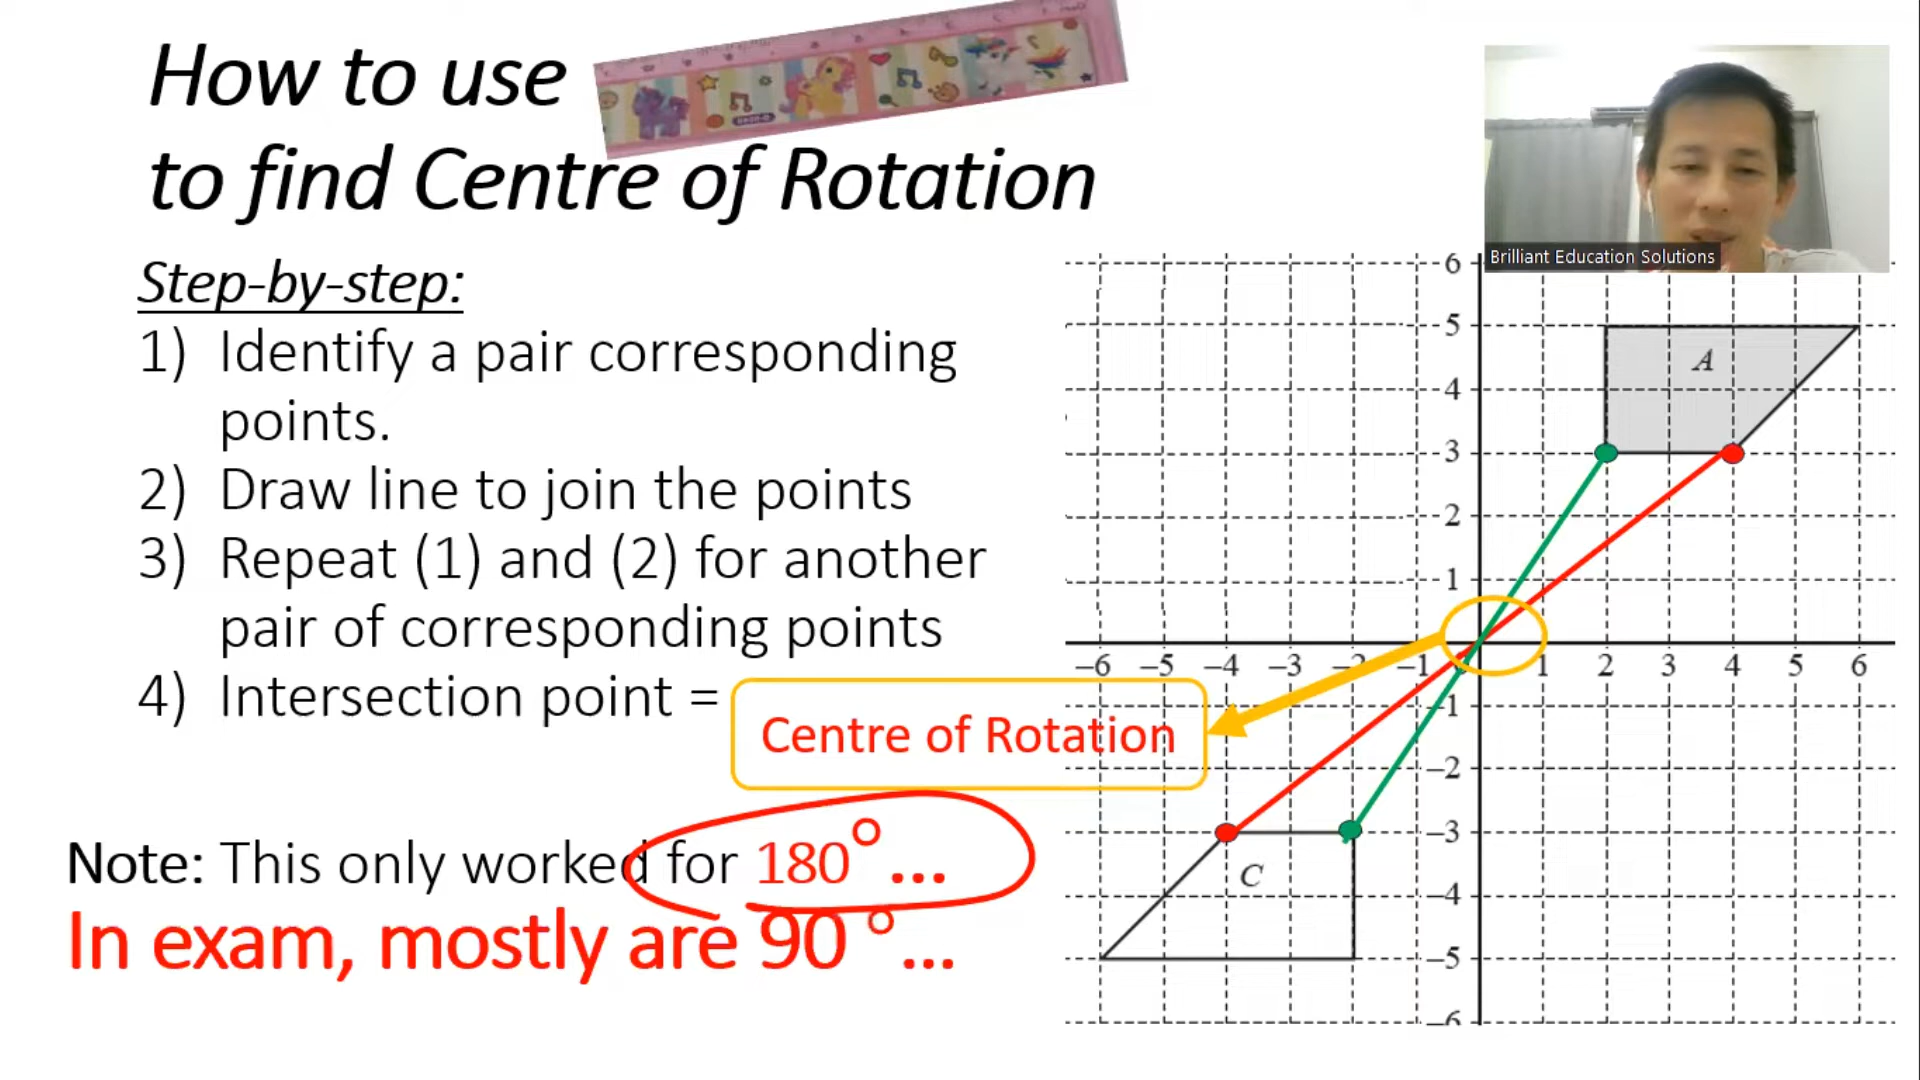 How to use
to find Centre of Rotation
Brilliant Education Solutions
Step-by-step:
1) Identify a pair corresponding
points.
2) Draw line to join the points
3) Repeat (1) and (2) for another
pair of corresponding points
4) Intersection point =
Centre of Rotation
Note: This only worked for 180° ...
In exam, mostly are 90° ...
6
5
A
4
3
2
1
–6 –5 –4 –3 –2 –1 1 2 3 4 5 6
–1
–2
–3
C
–4
–5
–6